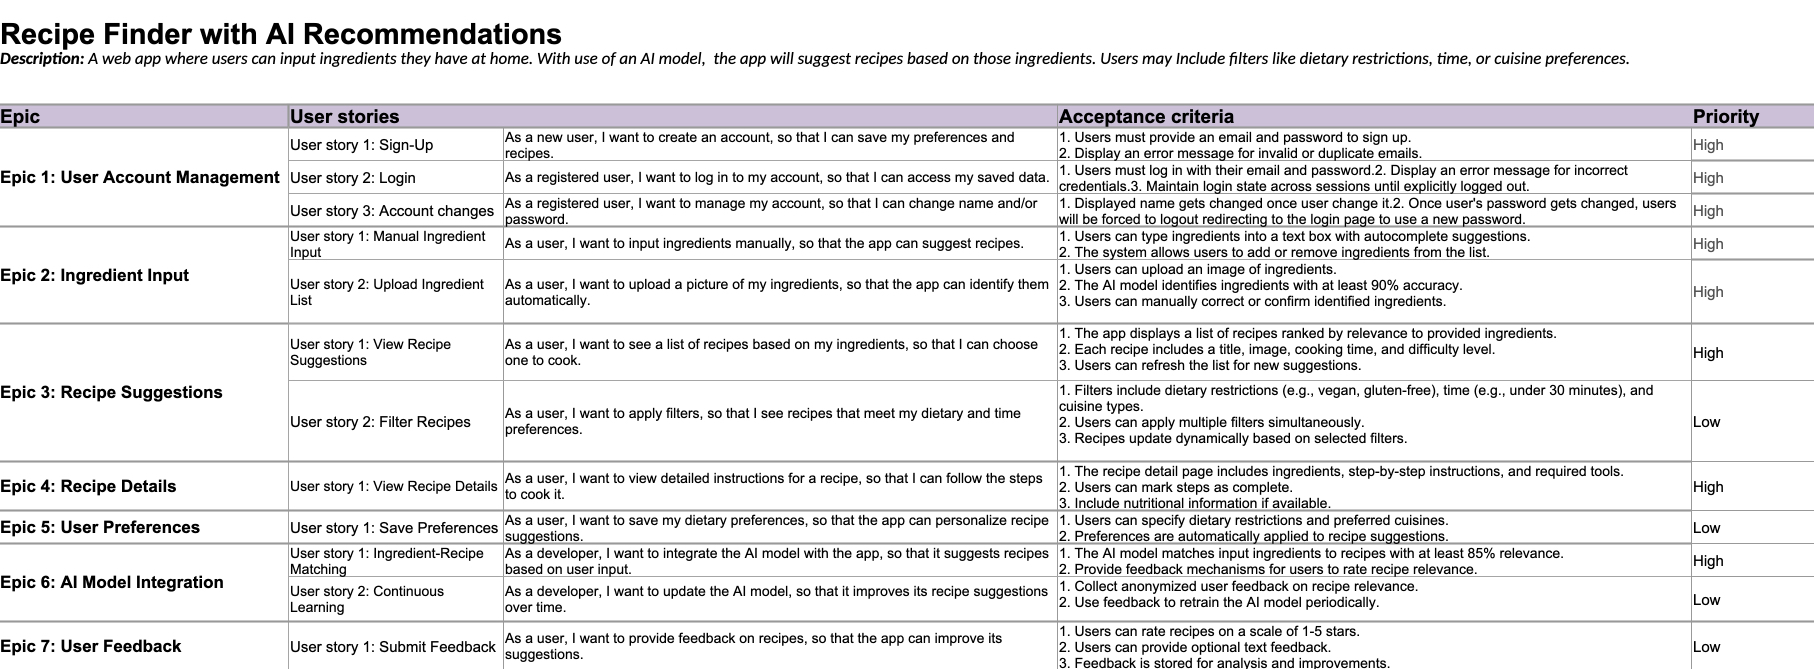 Recipe Finder with AI Recommendations
Description: A web app where users can input ingredients they have at home. With use of an AI model,  the app will suggest recipes based on those ingredients. Users may Include filters like dietary restrictions, time, or cuisine preferences.
Epic
User stories
Acceptance criteria
Priority
Epic 1: User Account Management
User story 1: Sign-Up
As a new user, I want to create an account, so that I can save my preferences and
recipes.
1. Users must provide an email and password to sign up.
2. Display an error message for invalid or duplicate emails.
High
User story 2: Login
As a registered user, I want to log in to my account, so that I can access my saved data.
1. Users must log in with their email and password.2. Display an error message for incorrect
credentials.3. Maintain login state across sessions until explicitly logged out.
High
User story 3: Account changes
As a registered user, I want to manage my account, so that I can change name and/or
password.
1. Displayed name gets changed once user change it.2. Once user's password gets changed, users
will be forced to logout redirecting to the login page to use a new password.
High
Epic 2: Ingredient Input
User story 1: Manual Ingredient
Input
As a user, I want to input ingredients manually, so that the app can suggest recipes.
1. Users can type ingredients into a text box with autocomplete suggestions.
2. The system allows users to add or remove ingredients from the list.
High
User story 2: Upload Ingredient
List
As a user, I want to upload a picture of my ingredients, so that the app can identify them
automatically.
1. Users can upload an image of ingredients.
2. The AI model identifies ingredients with at least 90% accuracy.
3. Users can manually correct or confirm identified ingredients.
High
Epic 3: Recipe Suggestions
User story 1: View Recipe
Suggestions
As a user, I want to see a list of recipes based on my ingredients, so that I can choose
one to cook.
1. The app displays a list of recipes ranked by relevance to provided ingredients.
2. Each recipe includes a title, image, cooking time, and difficulty level.
3. Users can refresh the list for new suggestions.
High
User story 2: Filter Recipes
As a user, I want to apply filters, so that I see recipes that meet my dietary and time
preferences.
1. Filters include dietary restrictions (e.g., vegan, gluten-free), time (e.g., under 30 minutes), and
cuisine types.
2. Users can apply multiple filters simultaneously.
3. Recipes update dynamically based on selected filters.
Low
Epic 4: Recipe Details
User story 1: View Recipe Details
As a user, I want to view detailed instructions for a recipe, so that I can follow the steps
to cook it.
1. The recipe detail page includes ingredients, step-by-step instructions, and required tools.
2. Users can mark steps as complete.
3. Include nutritional information if available.
High
Epic 5: User Preferences
User story 1: Save Preferences
As a user, I want to save my dietary preferences, so that the app can personalize recipe
suggestions.
1. Users can specify dietary restrictions and preferred cuisines.
2. Preferences are automatically applied to recipe suggestions.
Low
Epic 6: AI Model Integration
User story 1: Ingredient-Recipe
Matching
As a developer, I want to integrate the AI model with the app, so that it suggests recipes
based on user input.
1. The AI model matches input ingredients to recipes with at least 85% relevance.
2. Provide feedback mechanisms for users to rate recipe relevance.
High
User story 2: Continuous
Learning
As a developer, I want to update the AI model, so that it improves its recipe suggestions
over time.
1. Collect anonymized user feedback on recipe relevance.
2. Use feedback to retrain the AI model periodically.
Low
Epic 7: User Feedback
User story 1: Submit Feedback
As a user, I want to provide feedback on recipes, so that the app can improve its
suggestions.
1. Users can rate recipes on a scale of 1-5 stars.
2. Users can provide optional text feedback.
3. Feedback is stored for analysis and improvements.
Low